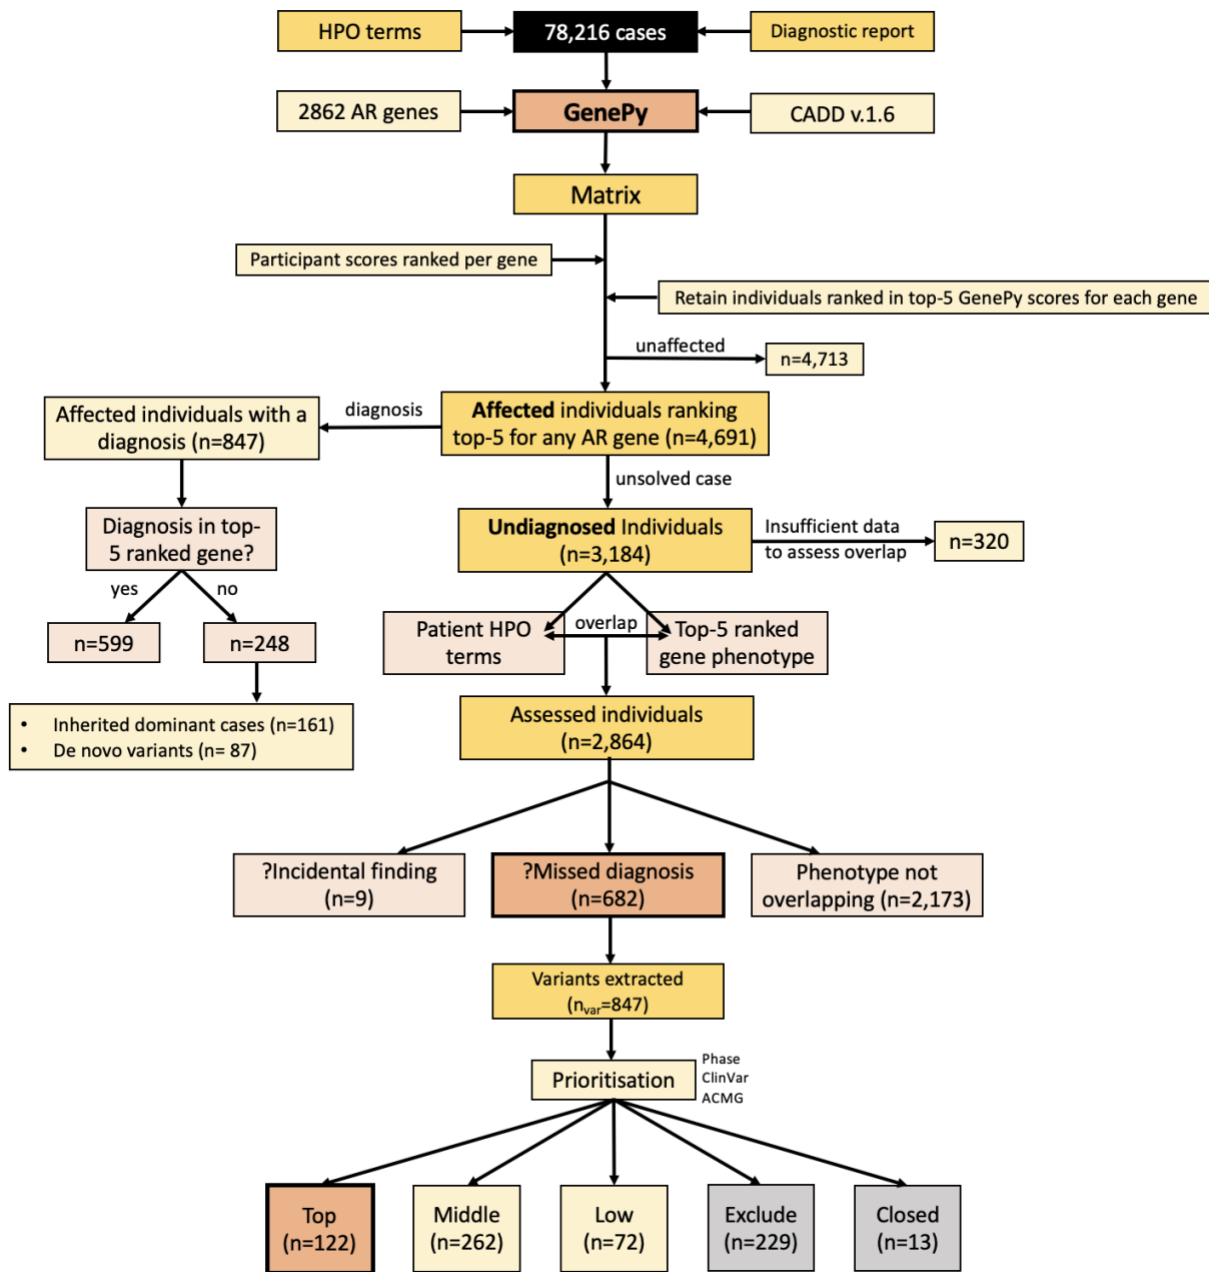 HPO terms
78,216 cases
Diagnostic report
2862 AR genes
GenePy
CADD v.1.6
Matrix
Participant scores ranked per gene
Retain individuals ranked in top-5 GenePy scores for each gene
unaffected
n=4,713
Affected individuals with a
diagnosis (n=847)
diagnosis
Affected individuals ranking
top-5 for any AR gene (n=4,691)
unsolved case
Diagnosis in top-
5 ranked gene?
Undiagnosed Individuals
(n=3,184)
Insufficient data
to assess overlap
n=320
yes
no
n=599
n=248
Patient HPO
terms
overlap
Top-5 ranked
gene phenotype
• Inherited dominant cases (n=161)
• De novo variants (n= 87)
Assessed individuals
(n=2,864)
?Incidental finding
(n=9)
?Missed diagnosis
(n=682)
Phenotype not
overlapping (n=2,173)
Variants extracted
(nvar=847)
Prioritisation
Phase
ClinVar
ACMG
Top
(n=122)
Middle
(n=262)
Low
(n=72)
Exclude
(n=229)
Closed
(n=13)